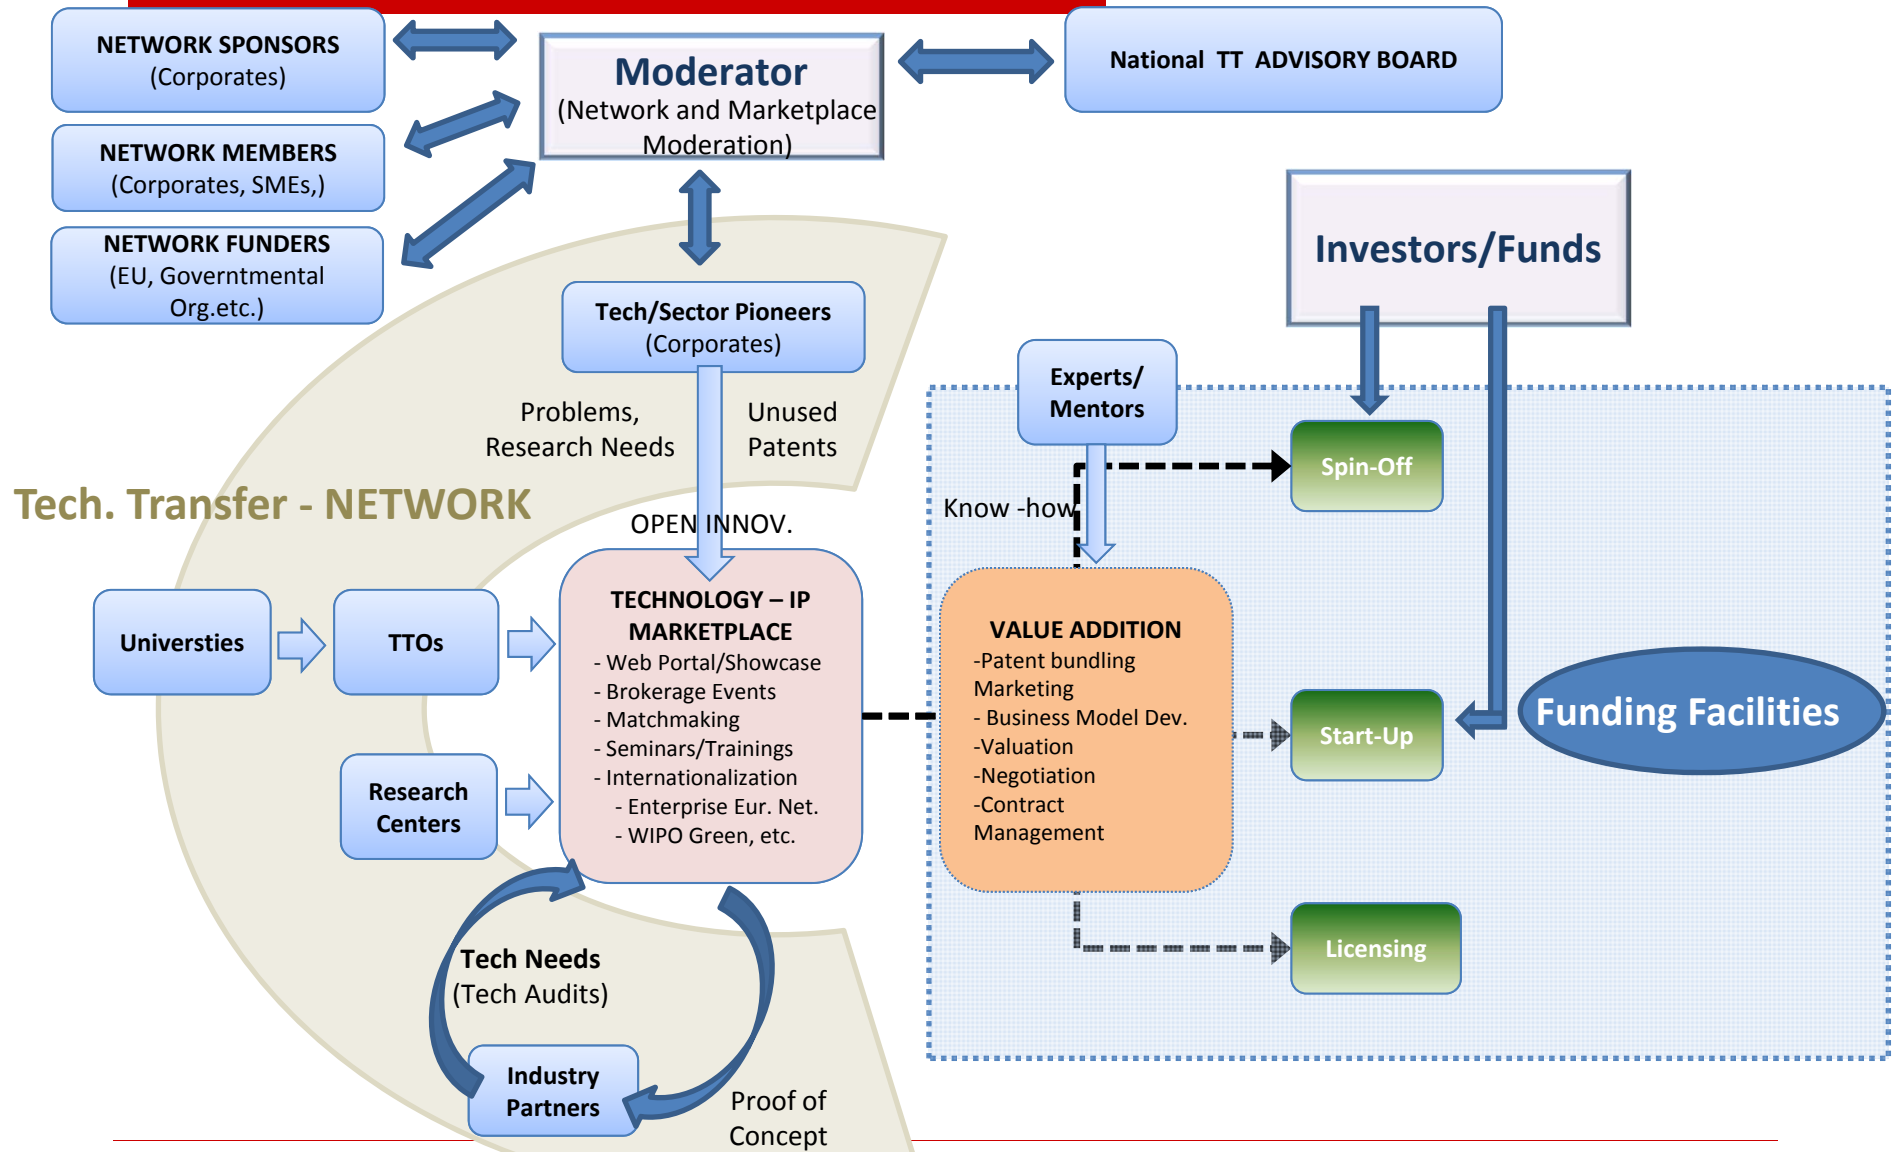 NETWORK SPONSORS
(Corporates)
Moderator
(Network and Marketplace
Moderation)
National  TT  ADVISORY BOARD
NETWORK MEMBERS
(Corporates, SMEs,)
NETWORK FUNDERS
(EU, Governtmental
Org.etc.)
Investors/Funds
Tech/Sector Pioneers
(Corporates)
Experts/
Mentors
Problems,
Research Needs
Unused
Patents
Spin-Off
Tech. Transfer - NETWORK
OPEN INNOV.
Know -how
Universties
TTOs
TECHNOLOGY – IP
MARKETPLACE
- Web Portal/Showcase
- Brokerage Events
- Matchmaking
- Seminars/Trainings
- Internationalization
- Enterprise Eur. Net.
- WIPO Green, etc.
VALUE ADDITION
-Patent bundling
Marketing
- Business Model Dev.
-Valuation
-Negotiation
-Contract
Management
Start-Up
Funding Facilities
Research
Centers
Licensing
Tech Needs
(Tech Audits)
Industry
Partners
Proof of
Concept